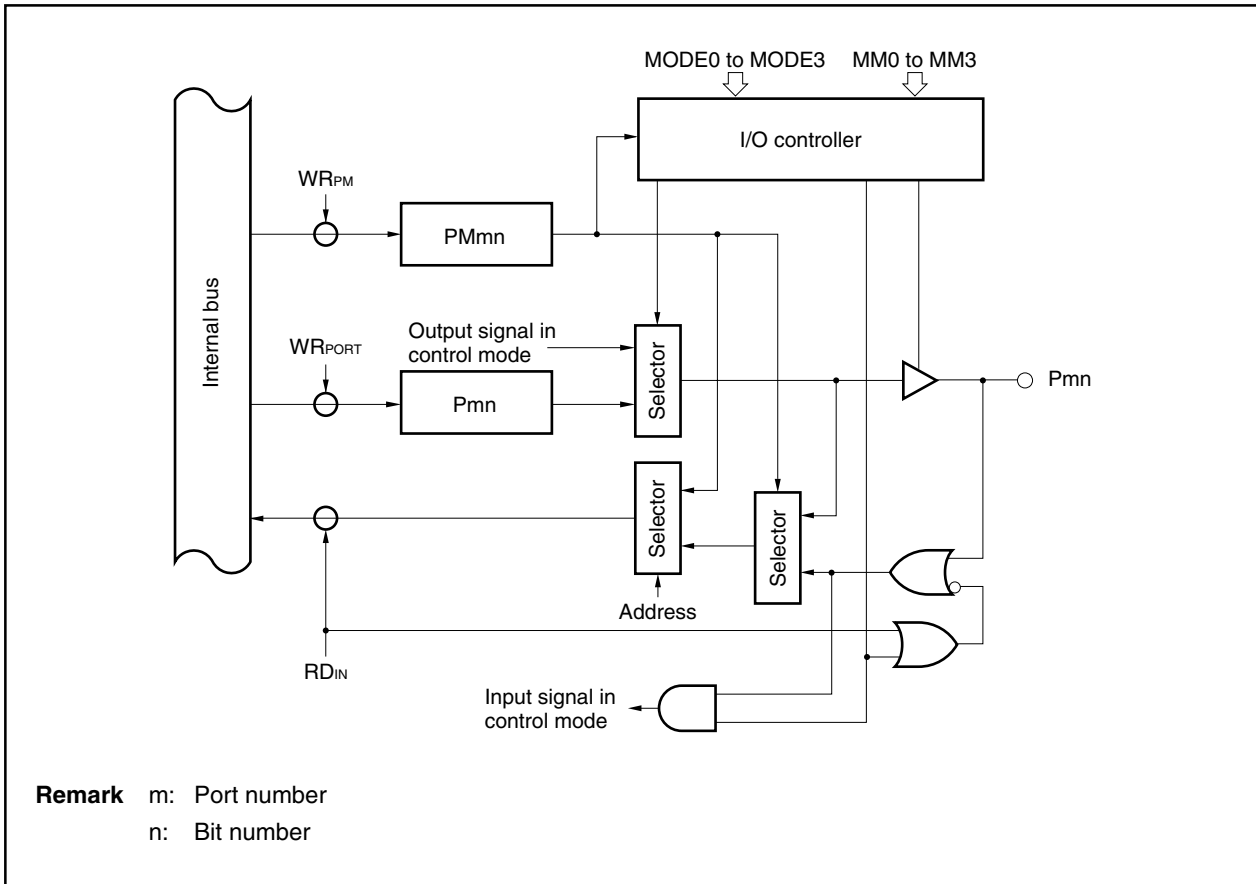 MODE0 to MODE3 MM0 to MM3
I/O controller
WRPM
PMmn
Internal bus
Output signal in
control mode
WRPORT
Pmn
Selector
Pmn
Selector
Selector
Address
RDIN
Input signal in
control mode
Remark m: Port number
n: Bit number